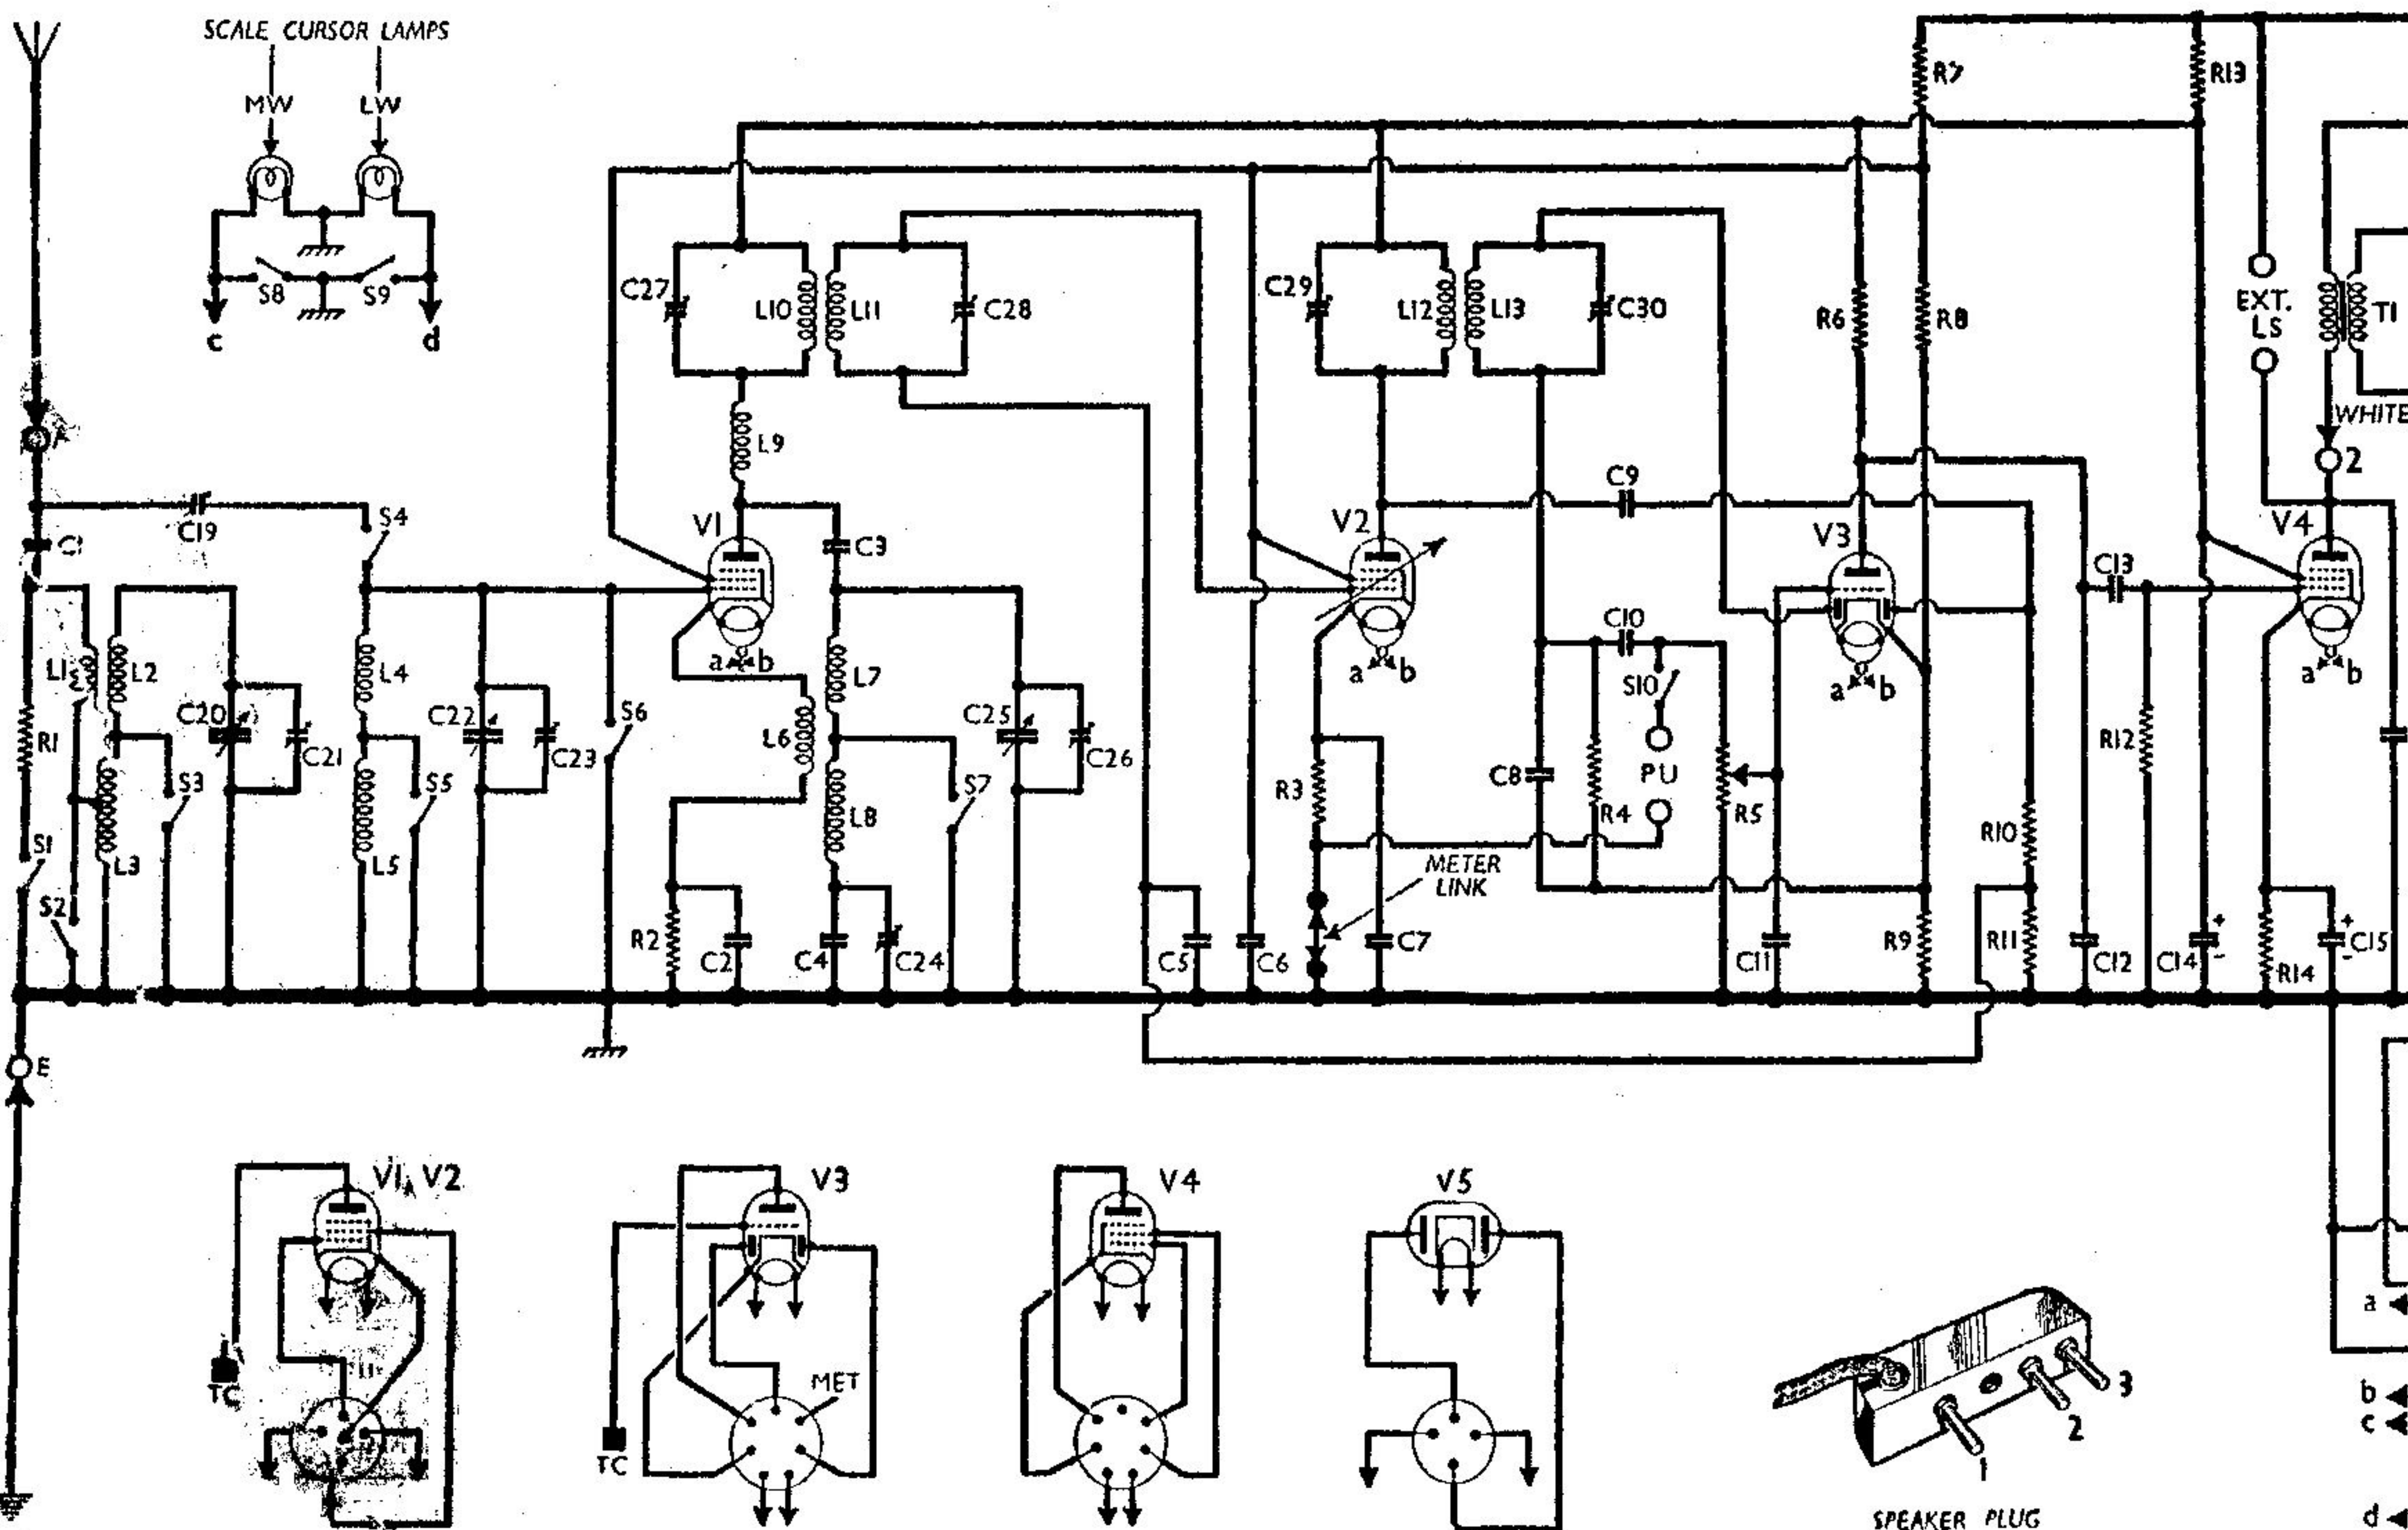 SCALE CURSOR LAMPS
MW LW
S8 S9
c d
A
C1
C19
S4
L1
L2
R1
S1
S2
L3
S3
C20
C21
L4
L5
S5
C22
C23
S6
C27
L10
L11
C28
L9
V1
a b
C3
L6
L7
L8
R2
C2
C4
C24
S7
C25
C26
C5
C6
C29
L12
L13
C30
V2
a b
R3
METER
LINK
C7
C9
C10
S10
PU
C8
R4
R5
C11
R7
R6
R8
V3
a b
R9
R10
R11
C12
C13
R12
R13
C14
+
-
EXT.
LS
T1
WHITE
2
V4
a b
R14
C15
+
-
E
V1, V2
TC
V3
MET
TC
V4
V5
1
2
3
SPEAKER PLUG
a
b
c
d